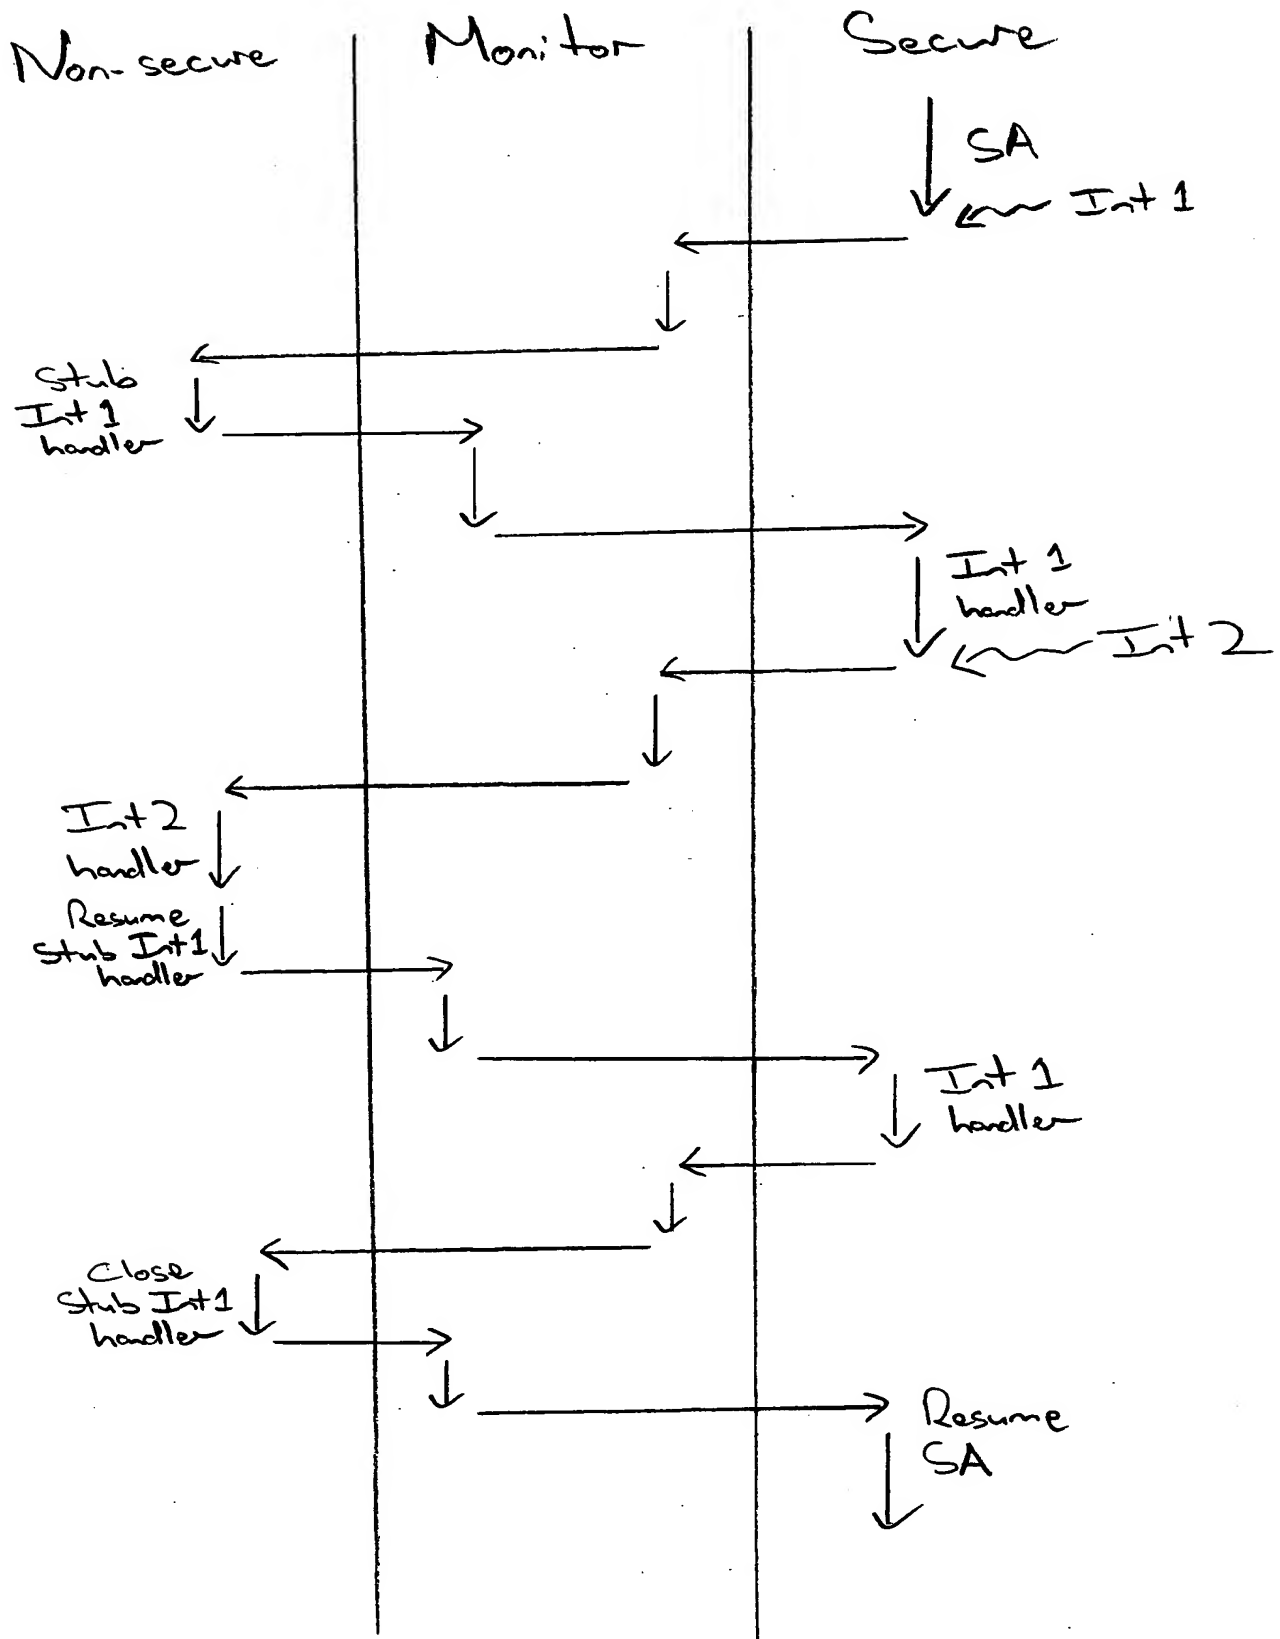 Non-secure
Monitor
Secure
SA
Int 1
Stub
Int 1
handler
Int 1
handler
Int 2
Int 2
handler
Resume
Stub Int 1
handler
Int 1
handler
Close
Stub Int 1
handler
Resume
SA